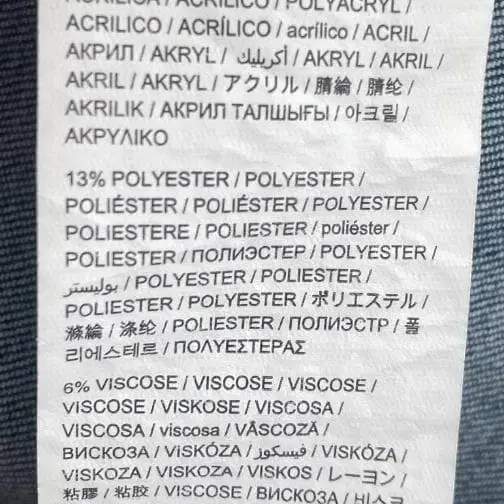 ACRILICO / ACRÍLICO / acrílico / ACRIL /
АКРИЛ / AKRYL / أكريليك / AKRYL / AKRIL /
AKRIL / AKRYL / アクリル / 腈綸 / 腈纶 /
AKRILIK / АКРИЛ ТАЛШЫҒЫ / 아크릴 /
ΑΚΡΥΛΙΚΟ
13% POLYESTER / POLYESTER /
POLIÉSTER / POLIÉSTER / POLIESTER /
POLIESTERE / POLIESTER / poliéster /
POLIESTER / ПОЛИЭСТЕР / POLYESTER /
بوليستر / POLYESTER / POLIESTER /
POLIESTER / POLYESTER / ポリエステル /
滌綸 / 涤纶 / POLIESTER / ПОЛИЭСТР / 폴
리에스테르 / ΠΟΛΥΕΣΤΕΡΑΣ
6% VISCOSE / VISCOSE / VISCOSE /
VISCOSE / VISKOSE / VISCOSA /
VISCOSA / viscosa / VÂSCOZĂ /
ВИСКОЗА / VISKÓZA / فيسكوز / VISKÓZA /
VISKOZA / VISKOZA / VISKOS / レーヨン /
粘膠 / 粘胶 / VISCOSE / ВИСКОЗА /